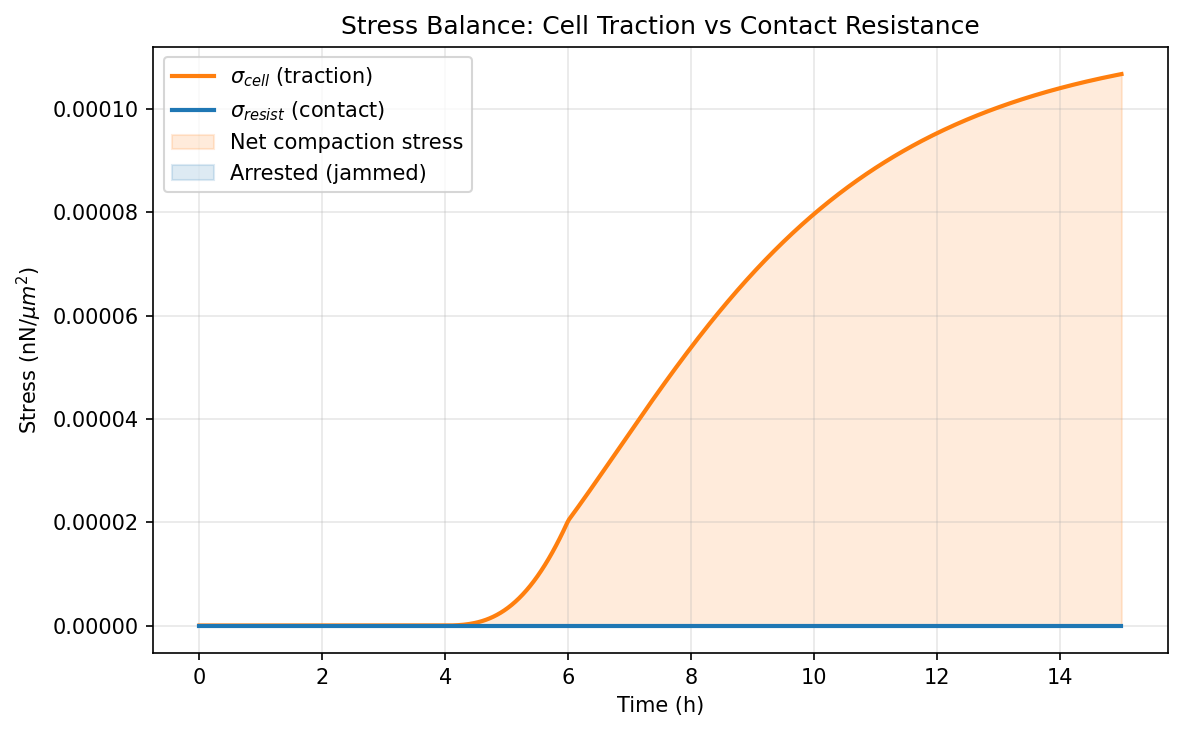 Stress Balance: Cell Traction vs Contact Resistance
σ_cell (traction)
σ_resist (contact)
Net compaction stress
Arrested (jammed)
Stress (nN/μm²)
0.00010
0.00008
0.00006
0.00004
0.00002
0.00000
0 2 4 6 8 10 12 14
Time (h)